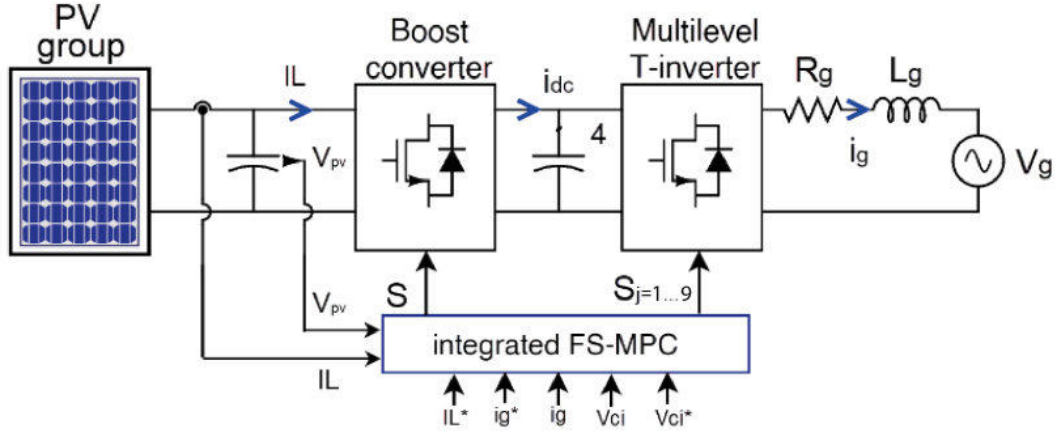 PV
group
Boost
converter
Multilevel
T-inverter
IL
idc
Rg
Lg
Vpv
4
ig
Vg
S
Sj=1...9
Vpv
integrated FS-MPC
IL
IL*
ig*
ig
Vci
Vci*